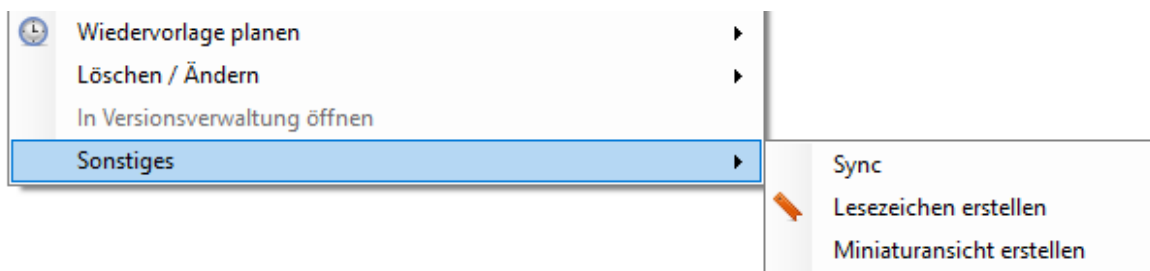 Wiedervorlage planen
Löschen / Ändern
In Versionsverwaltung öffnen
Sonstiges
Sync
Lesezeichen erstellen
Miniaturansicht erstellen